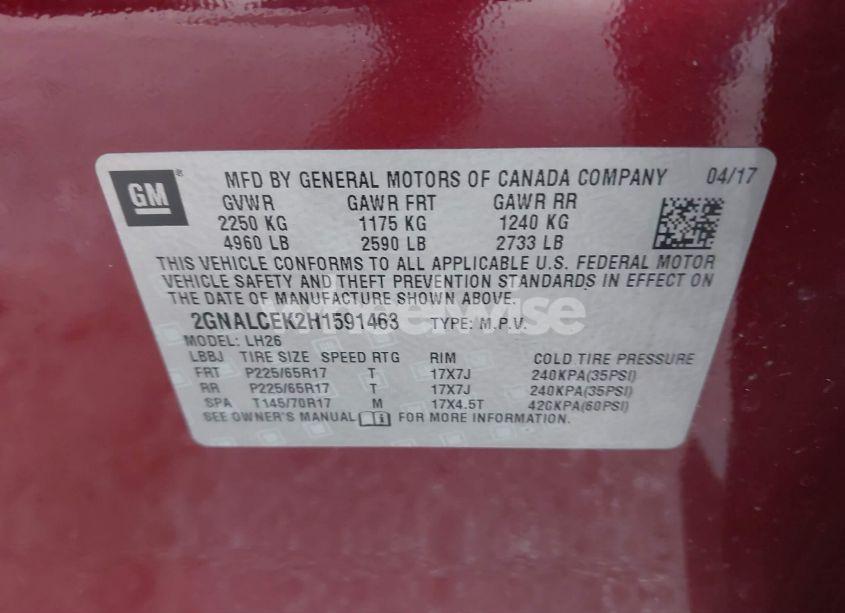 GM
MFD BY GENERAL MOTORS OF CANADA COMPANY 04/17
GVWR GAWR FRT GAWR RR
2250 KG 1175 KG 1240 KG
4960 LB 2590 LB 2733 LB
THIS VEHICLE CONFORMS TO ALL APPLICABLE U.S. FEDERAL MOTOR
VEHICLE SAFETY AND THEFT PREVENTION STANDARDS IN EFFECT ON
THE DATE OF MANUFACTURE SHOWN ABOVE.
2GNALCEK2H1591463 TYPE: M.P.V.
MODEL: LH26
LBBJ TIRE SIZE SPEED RTG RIM COLD TIRE PRESSURE
FRT P225/65R17 T 17X7J 240KPA(35PSI)
RR P225/65R17 T 17X7J 240KPA(35PSI)
SPA T145/70R17 M 17X4.5T 420KPA(60PSI)
SEE OWNER'S MANUAL FOR MORE INFORMATION.